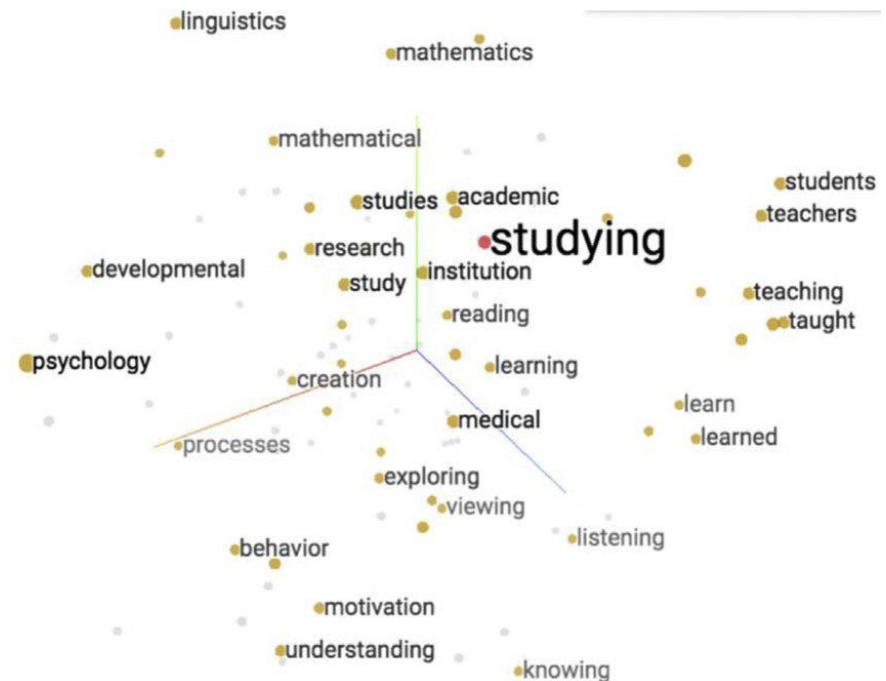 linguistics
mathematics
mathematical
students
studies
academic
teachers
studying
research
developmental
institution
study
teaching
reading
taught
psychology
learning
creation
learn
medical
learned
processes
exploring
viewing
listening
behavior
motivation
understanding
knowing